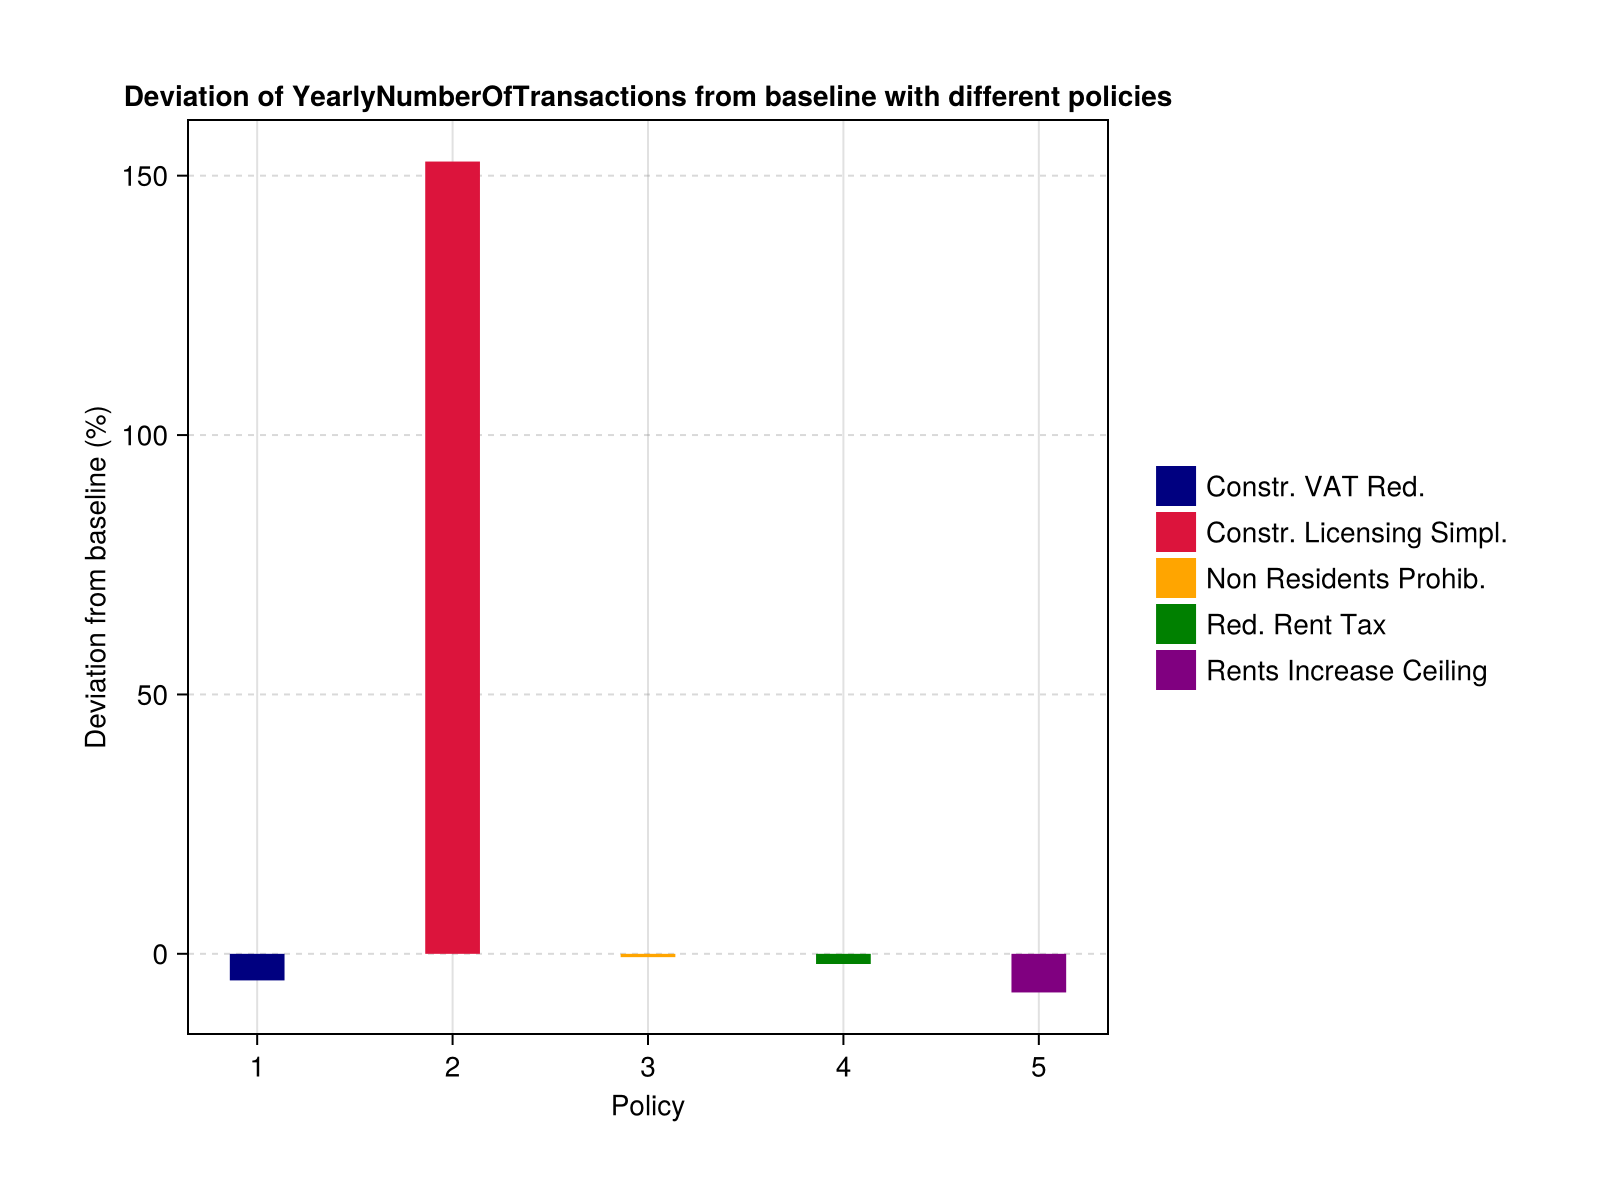 Deviation of YearlyNumberOfTransactions from baseline with different policies
Deviation from baseline (%)
150
100
50
0
1 2 3 4 5
Policy
Constr. VAT Red.
Constr. Licensing Simpl.
Non Residents Prohib.
Red. Rent Tax
Rents Increase Ceiling